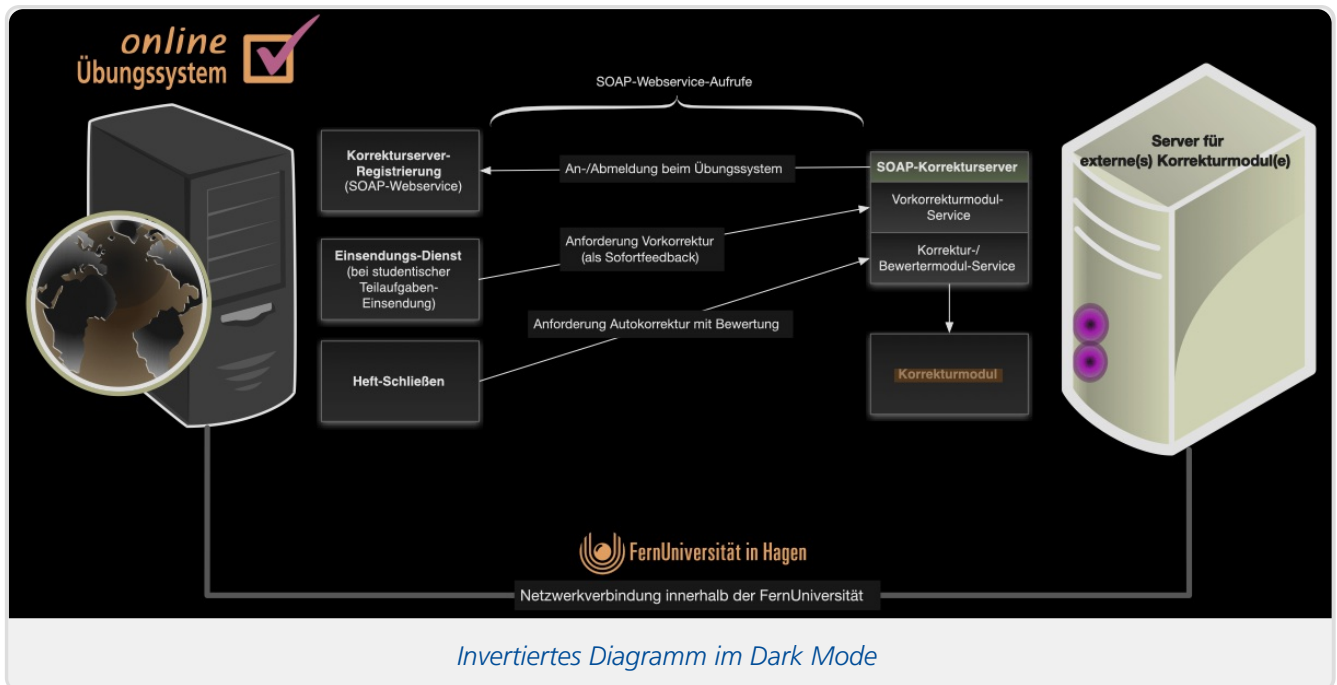 online
Übungssystem
SOAP-Webservice-Aufrufe
Korrekturserver-
Registrierung
(SOAP-Webservice)
An-/Abmeldung beim Übungssystem
SOAP-Korrekturserver
Vorkorrekturmodul-
Service
Korrektur-/
Bewertermodul-Service
Server für
externe(s) Korrekturmodul(e)
Einsendungs-Dienst
(bei studentischer
Teilaufgaben-
Einsendung)
Anforderung Vorkorrektur
(als Sofortfeedback)
Anforderung Autokorrektur mit Bewertung
Heft-Schließen
Korrekturmodul
FernUniversität in Hagen
Netzwerkverbindung innerhalb der FernUniversität
Invertiertes Diagramm im Dark Mode